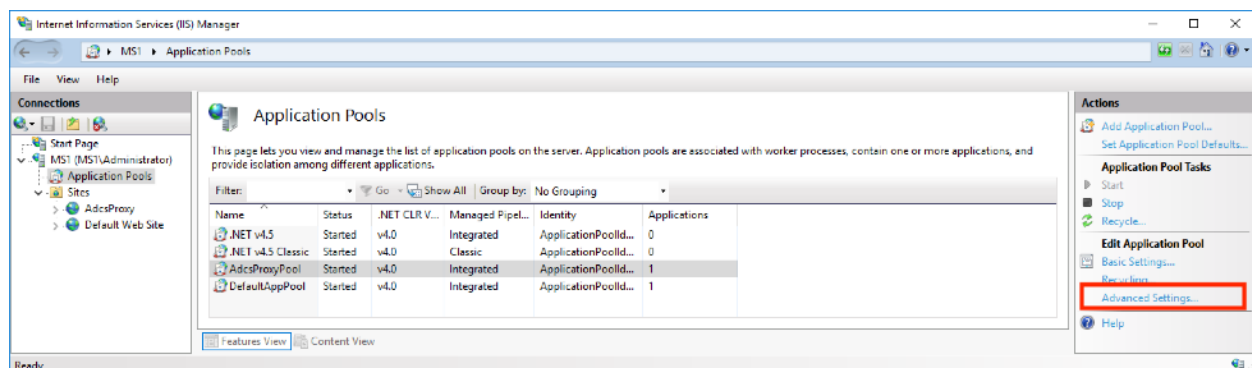 Internet Information Services (IIS) Manager
MS1 Application Pools
File View Help
Connections
Start Page
MS1 (MS1\Administrator)
Application Pools
Sites
AdcsProxy
Default Web Site
Application Pools
This page lets you view and manage the list of application pools on the server. Application pools are associated with worker processes, contain one or more applications, and
provide isolation among different applications.
Filter: Go Show All Group by: No Grouping
Name Status .NET CLR V... Managed Pipel... Identity Applications
.NET v4.5 Started v4.0 Integrated ApplicationPoolId... 0
.NET v4.5 Classic Started v4.0 Classic ApplicationPoolId... 0
AdcsProxyPool Started v4.0 Integrated ApplicationPoolId... 1
DefaultAppPool Started v4.0 Integrated ApplicationPoolId... 1
Features View Content View
Ready
Actions
Add Application Pool...
Set Application Pool Defaults...
Application Pool Tasks
Start
Stop
Recycle...
Edit Application Pool
Basic Settings...
Recycling...
Advanced Settings...
Help